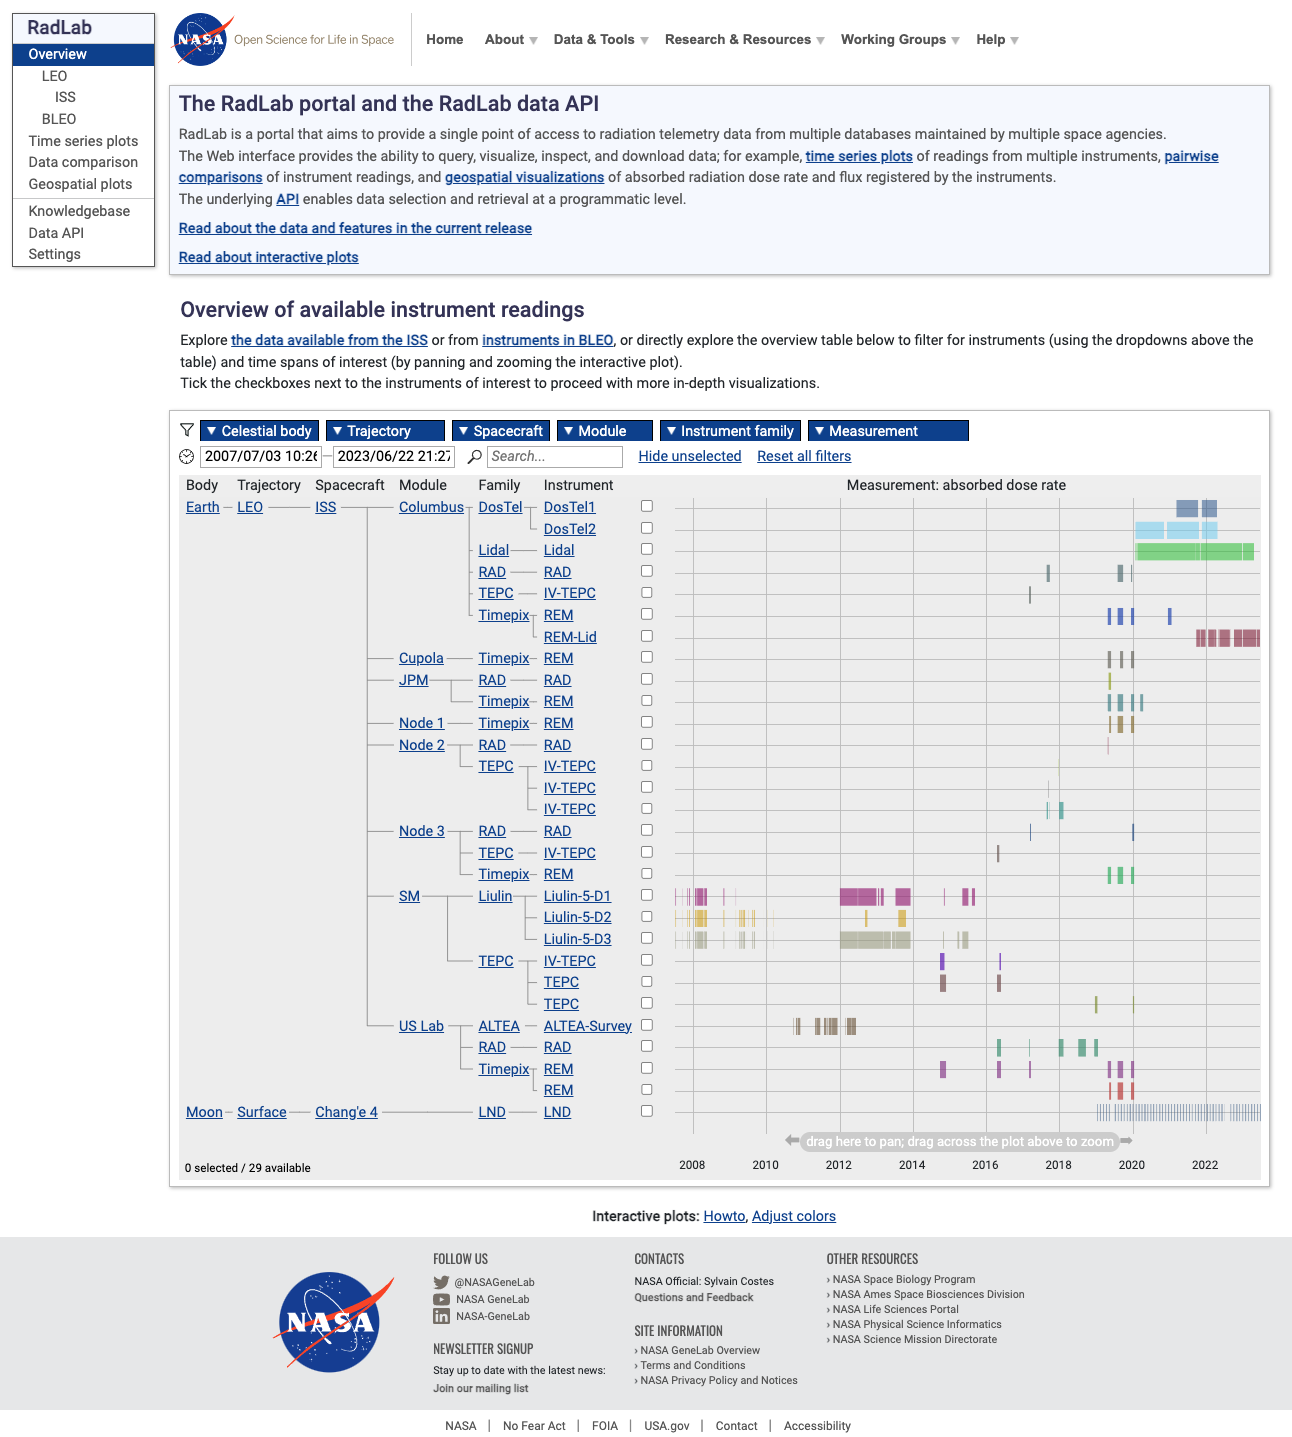 RadLab
Overview
LEO
ISS
BLEO
Time series plots
Data comparison
Geospatial plots
Knowledgebase
Data API
Settings
NASA
Open Science for Life in Space
Home About ▼ Data & Tools ▼ Research & Resources ▼ Working Groups ▼ Help ▼
The RadLab portal and the RadLab data API
RadLab is a portal that aims to provide a single point of access to radiation telemetry data from multiple databases maintained by multiple space agencies.
The Web interface provides the ability to query, visualize, inspect, and download data; for example, time series plots of readings from multiple instruments, pairwise
comparisons of instrument readings, and geospatial visualizations of absorbed radiation dose rate and flux registered by the instruments.
The underlying API enables data selection and retrieval at a programmatic level.
Read about the data and features in the current release
Read about interactive plots
Overview of available instrument readings
Explore the data available from the ISS or from instruments in BLEO, or directly explore the overview table below to filter for instruments (using the dropdowns above the
table) and time spans of interest (by panning and zooming the interactive plot).
Tick the checkboxes next to the instruments of interest to proceed with more in-depth visualizations.
▼ Celestial body ▼ Trajectory ▼ Spacecraft ▼ Module ▼ Instrument family ▼ Measurement
2007/07/03 10:26 — 2023/06/22 21:27 Search... Hide unselected Reset all filters
Body Trajectory Spacecraft Module Family Instrument Measurement: absorbed dose rate
Earth LEO ISS Columbus DosTel DosTel1
DosTel2
Lidal Lidal
RAD RAD
TEPC IV-TEPC
Timepix REM
REM-Lid
Cupola Timepix REM
JPM RAD RAD
Timepix REM
Node 1 Timepix REM
Node 2 RAD RAD
TEPC IV-TEPC
IV-TEPC
IV-TEPC
Node 3 RAD RAD
TEPC IV-TEPC
Timepix REM
SM Liulin Liulin-5-D1
Liulin-5-D2
Liulin-5-D3
TEPC IV-TEPC
TEPC
TEPC
US Lab ALTEA ALTEA-Survey
RAD RAD
Timepix REM
REM
Moon Surface Chang'e 4 LND LND
drag here to pan; drag across the plot above to zoom
0 selected / 29 available
2008 2010 2012 2014 2016 2018 2020 2022
Interactive plots: Howto, Adjust colors
NASA
FOLLOW US
@NASAGeneLab
NASA GeneLab
NASA-GeneLab
NEWSLETTER SIGNUP
Stay up to date with the latest news:
Join our mailing list
CONTACTS
NASA Official: Sylvain Costes
Questions and Feedback
SITE INFORMATION
› NASA GeneLab Overview
› Terms and Conditions
› NASA Privacy Policy and Notices
OTHER RESOURCES
› NASA Space Biology Program
› NASA Ames Space Biosciences Division
› NASA Life Sciences Portal
› NASA Physical Science Informatics
› NASA Science Mission Directorate
NASA | No Fear Act | FOIA | USA.gov | Contact | Accessibility